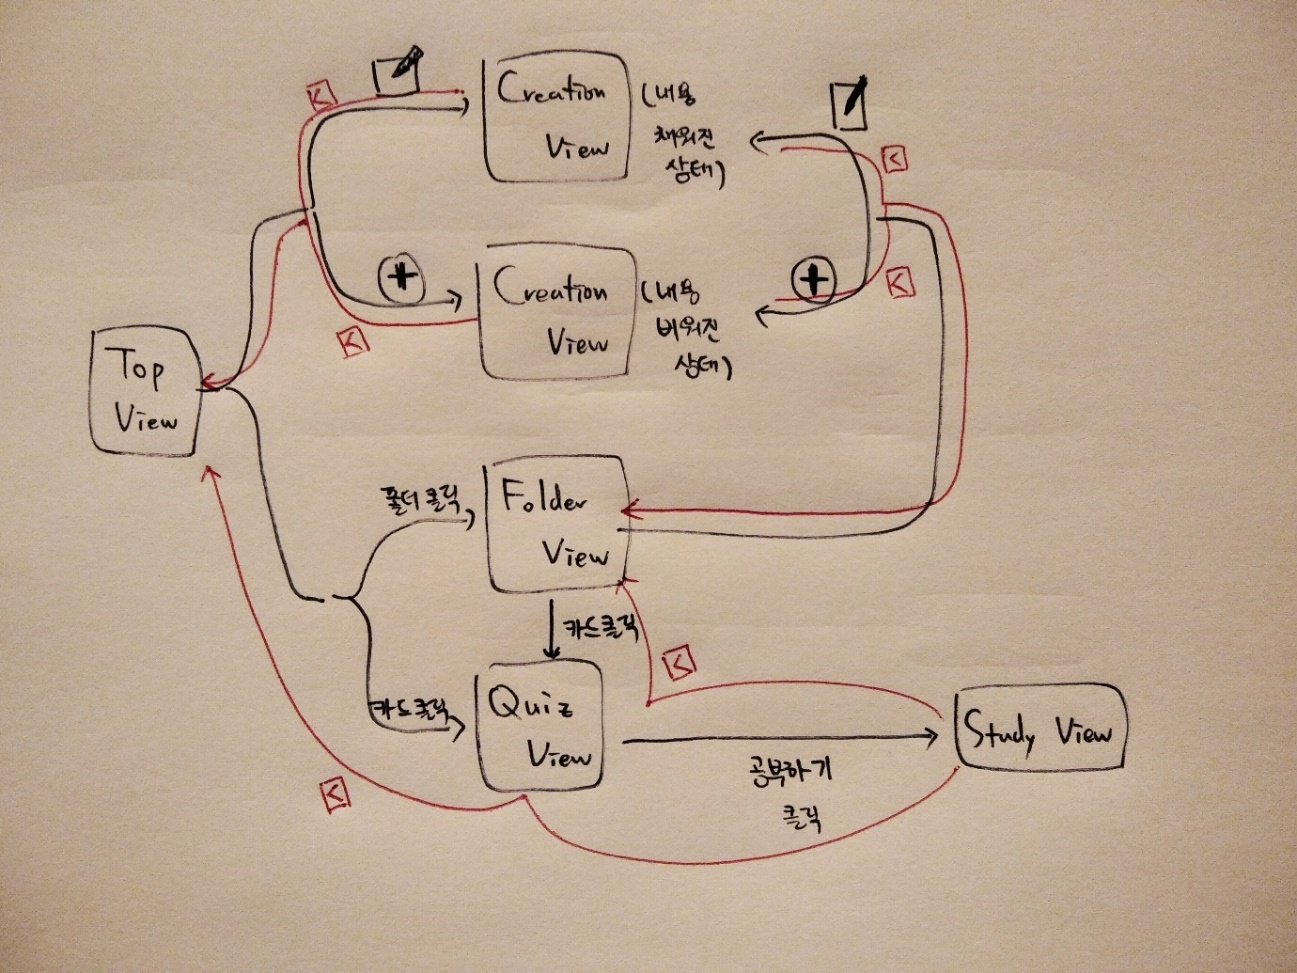 <
Creation
View
(내용
채워진
상태)
<
+
Creation
View
(내용
비워진
상태)
+
<
<
Top
View
폴더 클릭
Folder
View
카드클릭
<
카드클릭
Quiz
View
Study View
공부하기
클릭
<